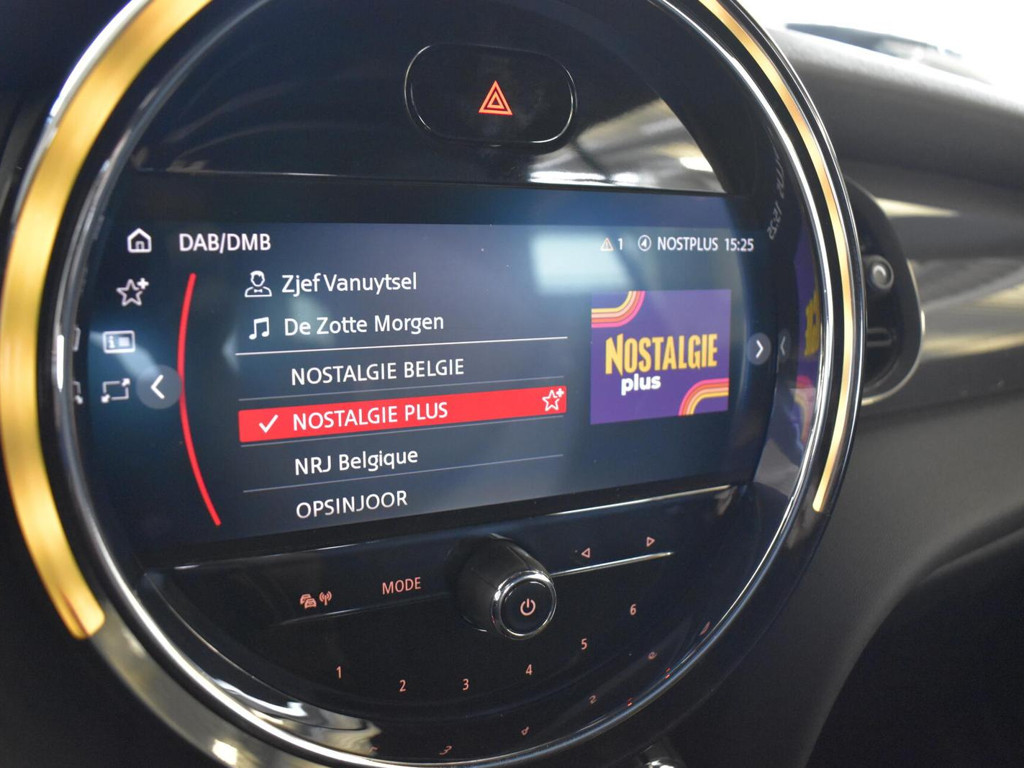 DAB/DMB
1 NOSTPLUS 15:25
Zjef Vanuytsel
De Zotte Morgen
NOSTALGIE BELGIE
NOSTALGIE PLUS
NRJ Belgique
OPSINJOOR
NOSTALGIE
plus
MODE
1 2 3 4 5 6